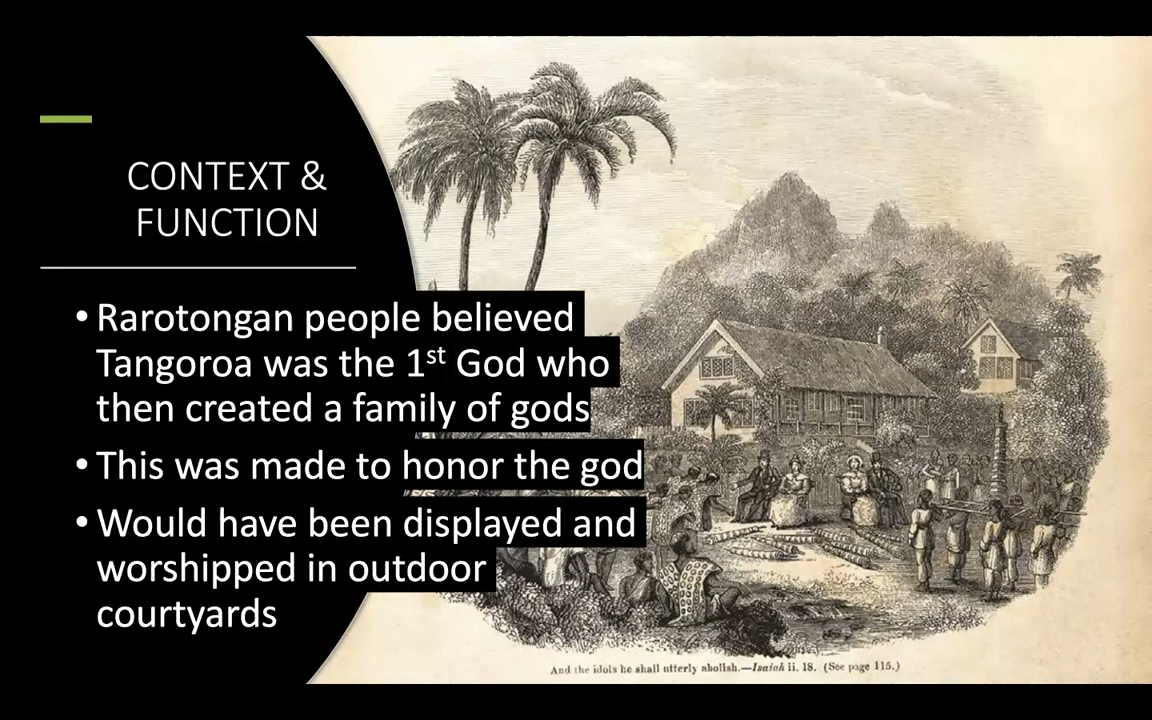 CONTEXT &
FUNCTION
• Rarotongan people believed
Tangoroa was the 1st God who
then created a family of gods
• This was made to honor the god
• Would have been displayed and
worshipped in outdoor
courtyards
And the idols he shall utterly abolish.—Isaiah ii. 18. (See page 115.)